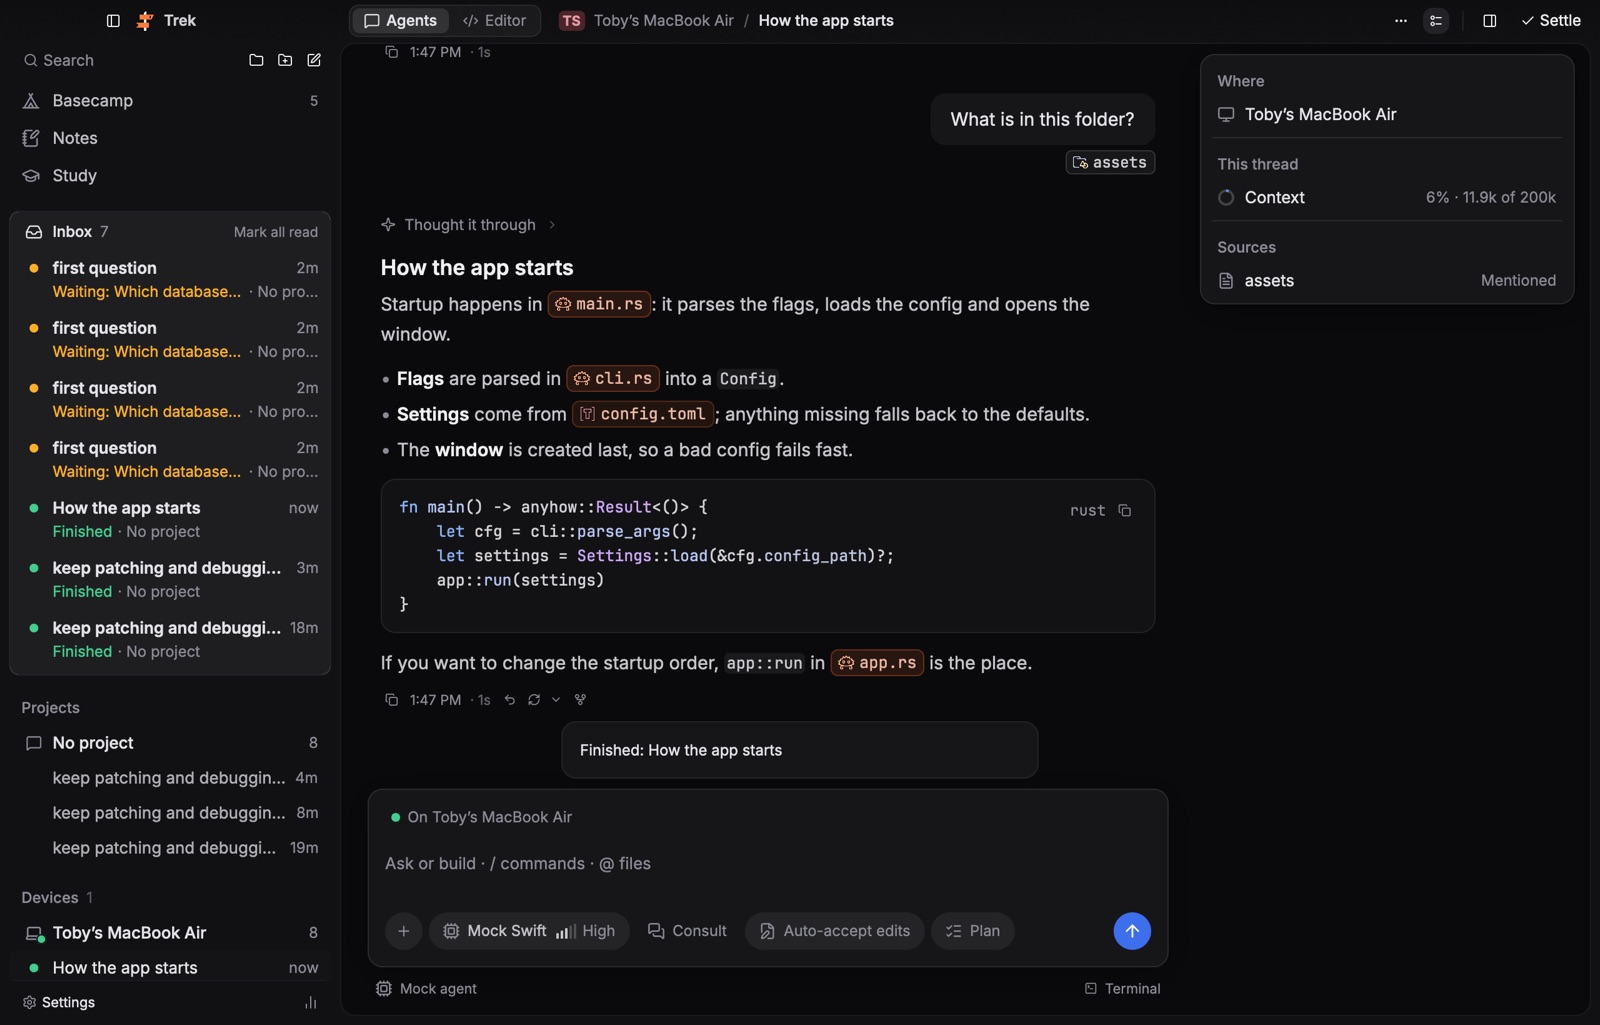 Trek
Agents
Editor
TS
Toby's MacBook Air / How the app starts
Settle
Search
Basecamp 5
Notes
Study
Inbox 7 Mark all read
first question 2m
Waiting: Which database... · No pro...
first question 2m
Waiting: Which database... · No pro...
first question 2m
Waiting: Which database... · No pro...
first question 2m
Waiting: Which database... · No pro...
How the app starts now
Finished · No project
keep patching and debuggi... 3m
Finished · No project
keep patching and debuggi... 18m
Finished · No project
Projects
No project 8
keep patching and debuggin... 4m
keep patching and debuggin... 8m
keep patching and debuggi... 19m
Devices 1
Toby's MacBook Air 8
How the app starts now
Settings
1:47 PM · 1s
What is in this folder?
assets
Thought it through
How the app starts
Startup happens in main.rs: it parses the flags, loads the config and opens the
window.
• Flags are parsed in cli.rs into a Config.
• Settings come from config.toml; anything missing falls back to the defaults.
• The window is created last, so a bad config fails fast.
rust
fn main() -> anyhow::Result<()> {
    let cfg = cli::parse_args();
    let settings = Settings::load(&cfg.config_path)?;
    app::run(settings)
}
If you want to change the startup order, app::run in app.rs is the place.
1:47 PM · 1s
Finished: How the app starts
On Toby's MacBook Air
Ask or build · / commands · @ files
Mock Swift High
Consult
Auto-accept edits
Plan
Mock agent
Terminal
Where
Toby's MacBook Air
This thread
Context 6% · 11.9k of 200k
Sources
assets Mentioned